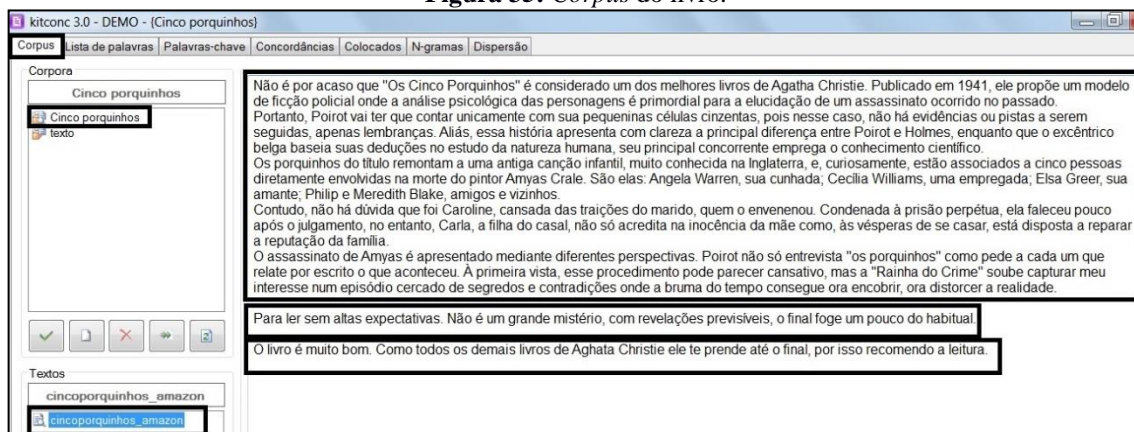 Figura 35: Corpus do livro.
kitconc 3.0 - DEMO - {Cinco porquinhos}
Corpus Lista de palavras Palavras-chave Concordâncias Colocados N-gramas Dispersão
Corpora
Cinco porquinhos
Cinco porquinhos
texto
Não é por acaso que "Os Cinco Porquinhos" é considerado um dos melhores livros de Agatha Christie. Publicado em 1941, ele propõe um modelo
de ficção policial onde a análise psicológica das personagens é primordial para a elucidação de um assassinato ocorrido no passado.
Portanto, Poirot vai ter que contar unicamente com sua pequeninas células cinzentas, pois nesse caso, não há evidências ou pistas a serem
seguidas, apenas lembranças. Aliás, essa história apresenta com clareza a principal diferença entre Poirot e Holmes, enquanto que o excêntrico
belga baseia suas deduções no estudo da natureza humana, seu principal concorrente emprega o conhecimento científico.
Os porquinhos do título remontam a uma antiga canção infantil, muito conhecida na Inglaterra, e, curiosamente, estão associados a cinco pessoas
diretamente envolvidas na morte do pintor Amyas Crale. São elas: Angela Warren, sua cunhada; Cecília Williams, uma empregada; Elsa Greer, sua
amante; Philip e Meredith Blake, amigos e vizinhos.
Contudo, não há dúvida que foi Caroline, cansada das traições do marido, quem o envenenou. Condenada à prisão perpétua, ela faleceu pouco
após o julgamento, no entanto, Carla, a filha do casal, não só acredita na inocência da mãe como, às vésperas de se casar, está disposta a reparar
a reputação da família.
O assassinato de Amyas é apresentado mediante diferentes perspectivas. Poirot não só entrevista "os porquinhos" como pede a cada um que
relate por escrito o que aconteceu. À primeira vista, esse procedimento pode parecer cansativo, mas a "Rainha do Crime" soube capturar meu
interesse num episódio cercado de segredos e contradições onde a bruma do tempo consegue ora encobrir, ora distorcer a realidade.
Para ler sem altas expectativas. Não é um grande mistério, com revelações previsíveis, o final foge um pouco do habitual.
O livro é muito bom. Como todos os demais livros de Aghata Christie ele te prende até o final, por isso recomendo a leitura.
Textos
cincoporquinhos_amazon
cincoporquinhos_amazon